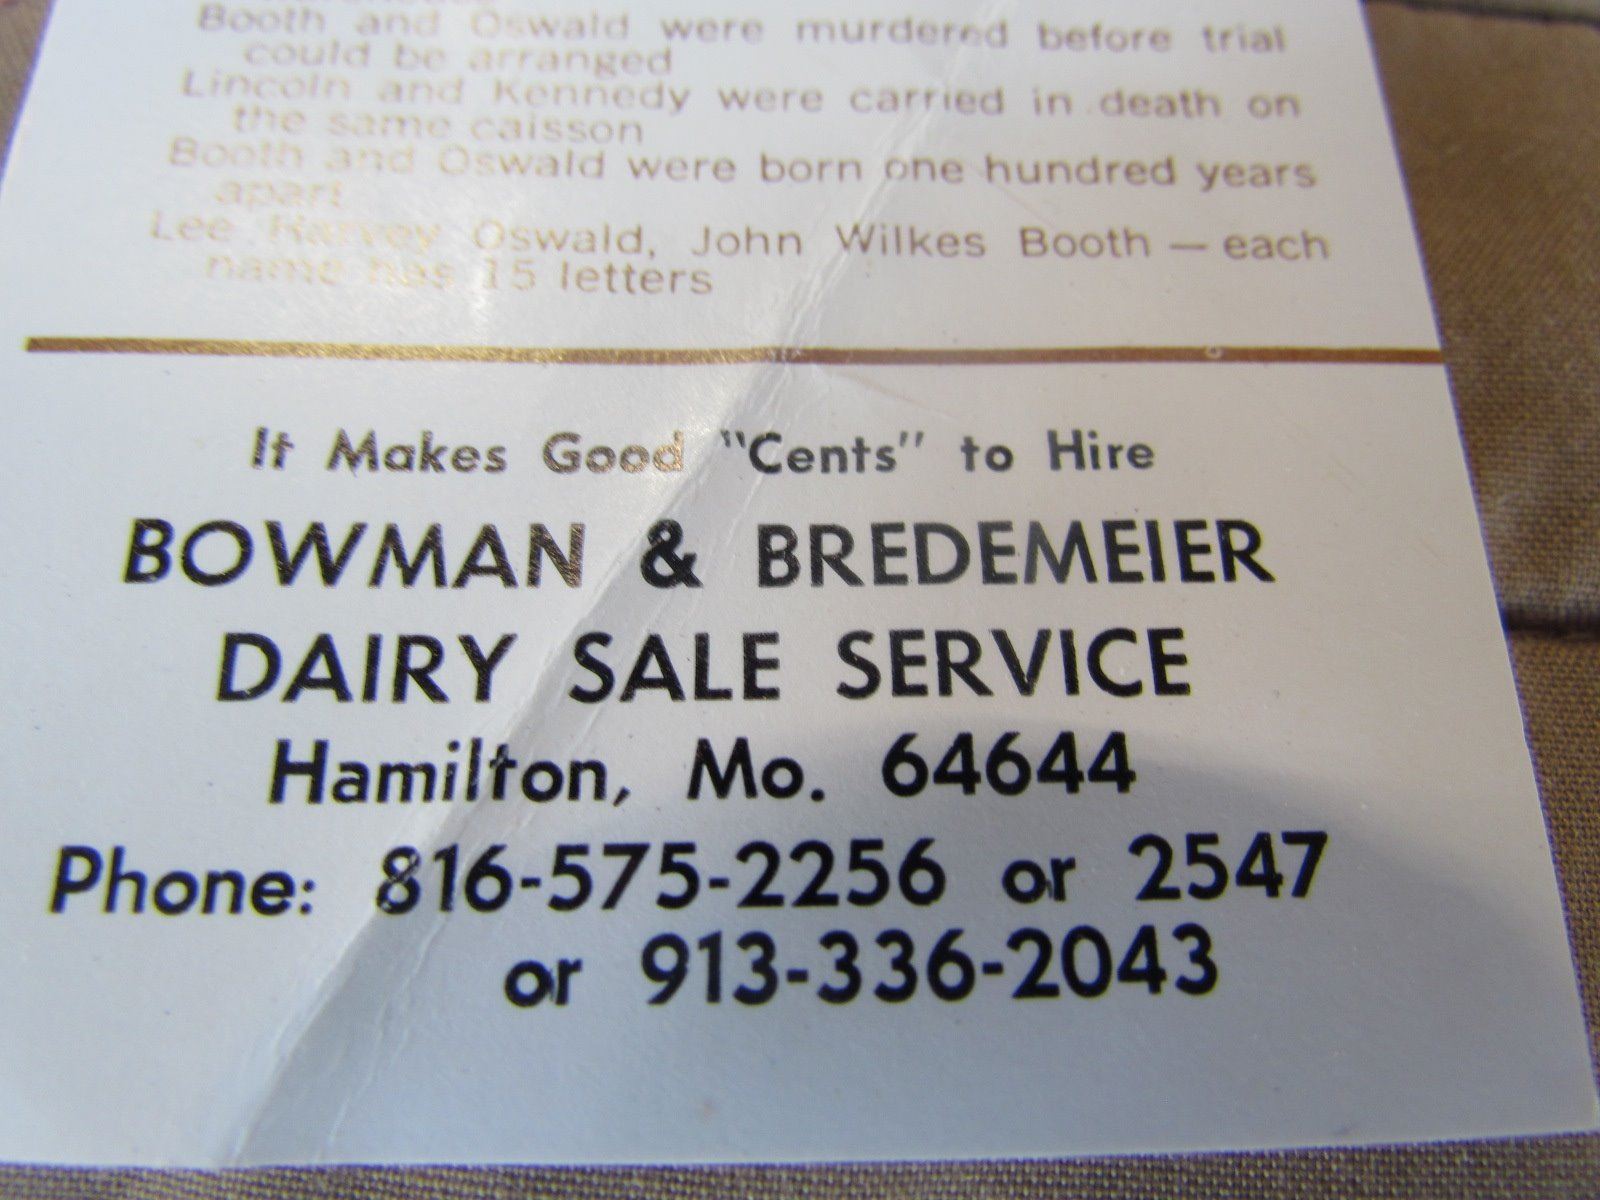 Booth and Oswald were murdered before trial
could be arranged
Lincoln and Kennedy were carried in death on
the same caisson
Booth and Oswald were born one hundred years
apart
Lee Harvey Oswald, John Wilkes Booth — each
name has 15 letters
It Makes Good "Cents" to Hire
BOWMAN & BREDEMEIER
DAIRY SALE SERVICE
Hamilton, Mo. 64644
Phone: 816-575-2256 or 2547
or 913-336-2043